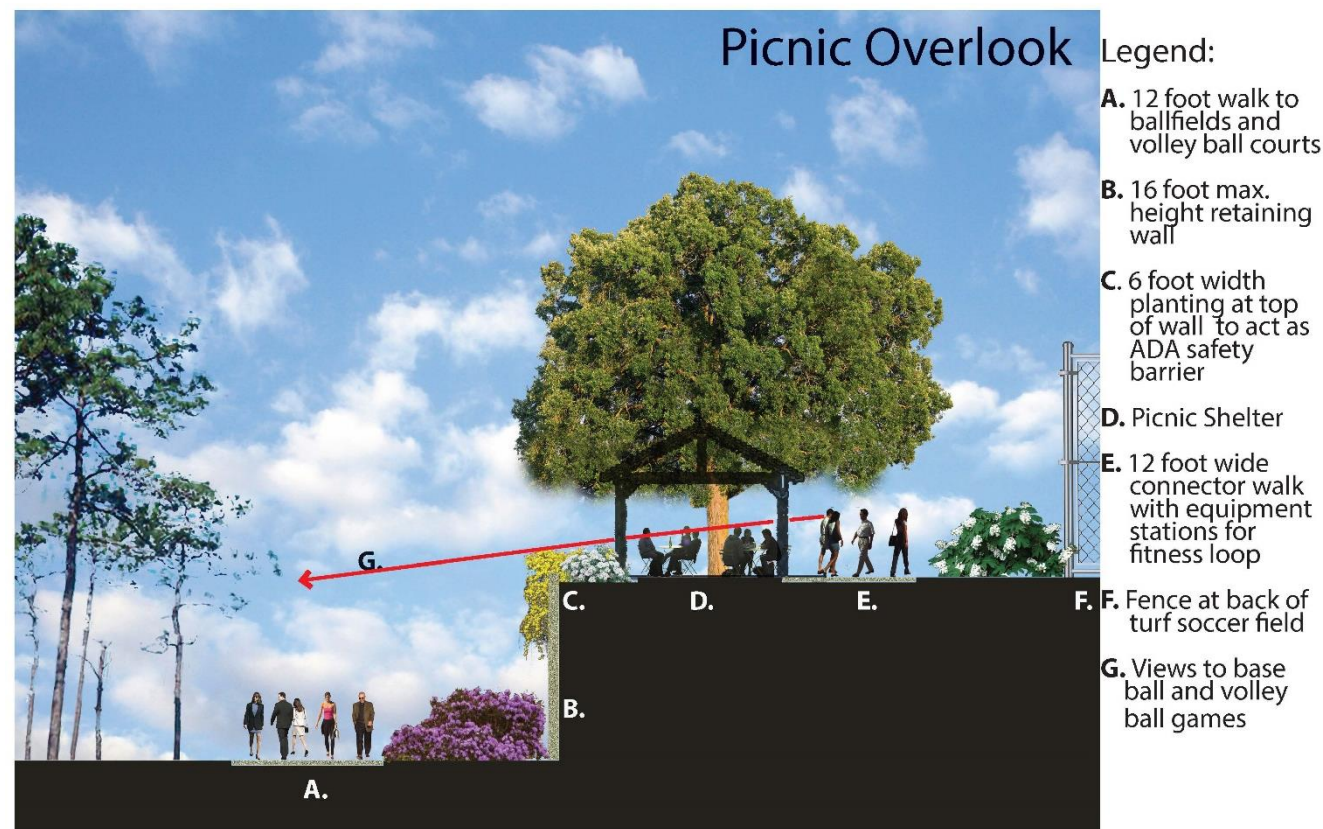 Picnic Overlook
Legend:
A. 12 foot walk to
ballfields and
volley ball courts
B. 16 foot max.
height retaining
wall
C. 6 foot width
planting at top
of wall to act as
ADA safety
barrier
D. Picnic Shelter
E. 12 foot wide
connector walk
with equipment
stations for
fitness loop
F. Fence at back of
turf soccer field
G. Views to base
ball and volley
ball games
G.
C.
D.
E.
F.
B.
A.